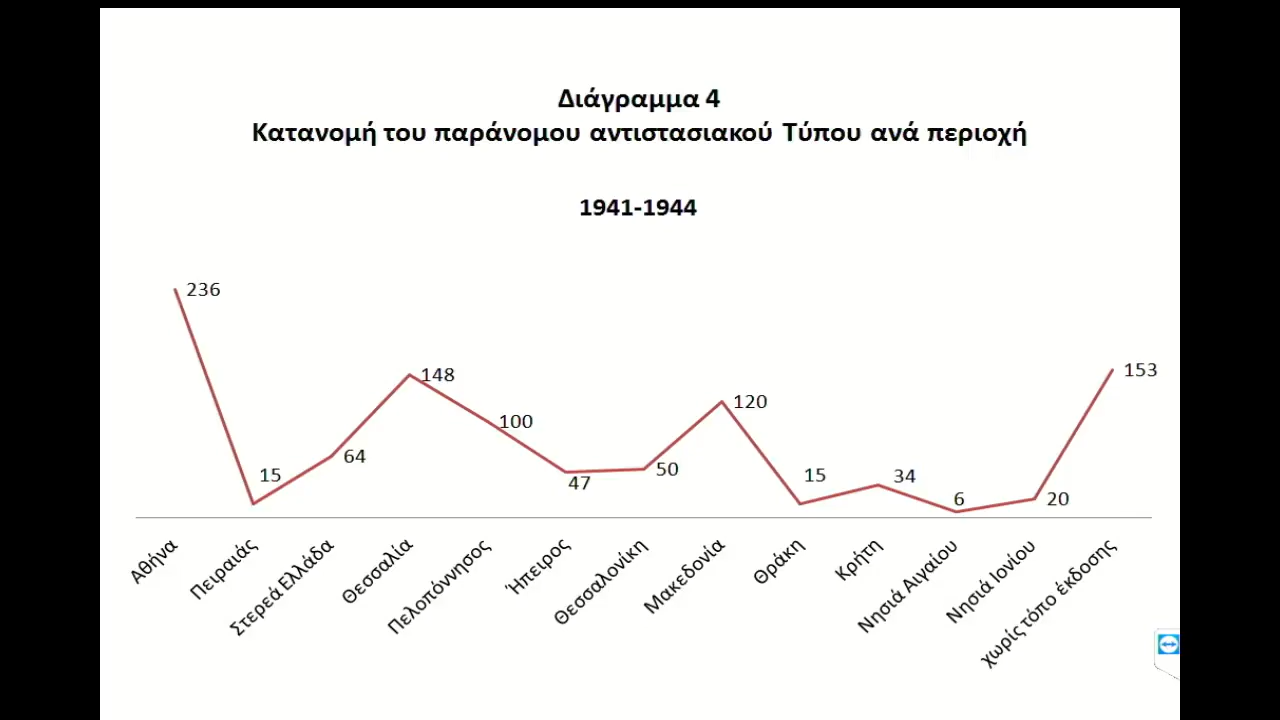 Διάγραμμα 4
Κατανομή του παράνομου αντιστασιακού Τύπου ανά περιοχή
1941-1944
236
15
64
148
100
47
50
120
15
34
6
20
153
Αθήνα
Πειραιάς
Στερεά Ελλάδα
Θεσσαλία
Πελοπόννησος
Ήπειρος
Θεσσαλονίκη
Μακεδονία
Θράκη
Κρήτη
Νησιά Αιγαίου
Νησιά Ιονίου
χωρίς τόπο έκδοσης